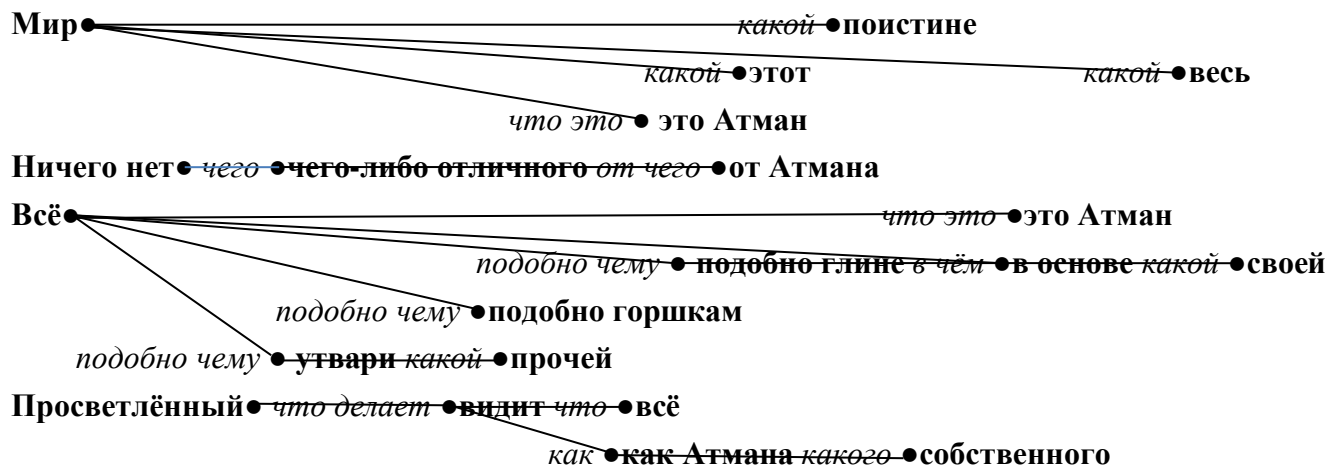 Мир● какой ●поистине
какой ●этот какой ●весь
что это ● это Атман
Ничего нет● чего ●чего-либо отличного от чего ●от Атмана
Всё● что это ●это Атман
подобно чему ● подобно глине в чём ●в основе какой ●своей
подобно чему ●подобно горшкам
подобно чему ● утвари какой ●прочей
Просветлённый● что делает ●видит что ●всё
как ●как Атмана какого ●собственного